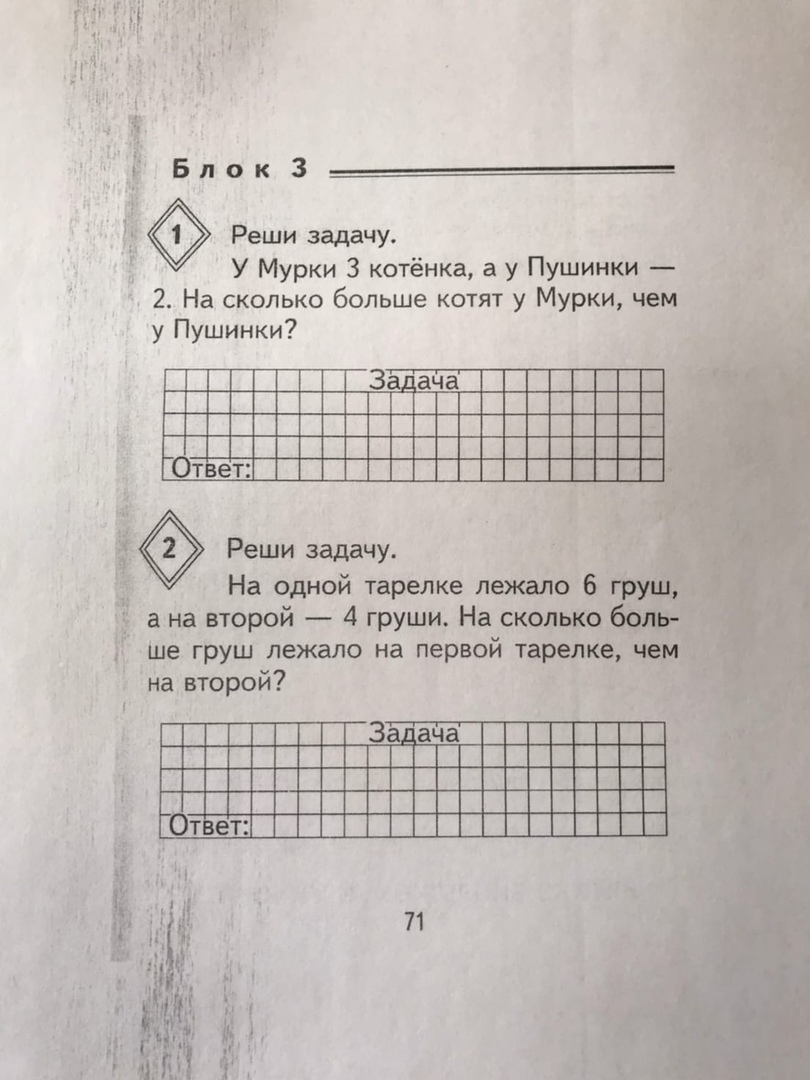 Блок 3
1 Реши задачу.
У Мурки 3 котёнка, а у Пушинки —
2. На сколько больше котят у Мурки, чем
у Пушинки?
Задача
Ответ:
2 Реши задачу.
На одной тарелке лежало 6 груш,
а на второй — 4 груши. На сколько боль-
ше груш лежало на первой тарелке, чем
на второй?
Задача
Ответ:
71